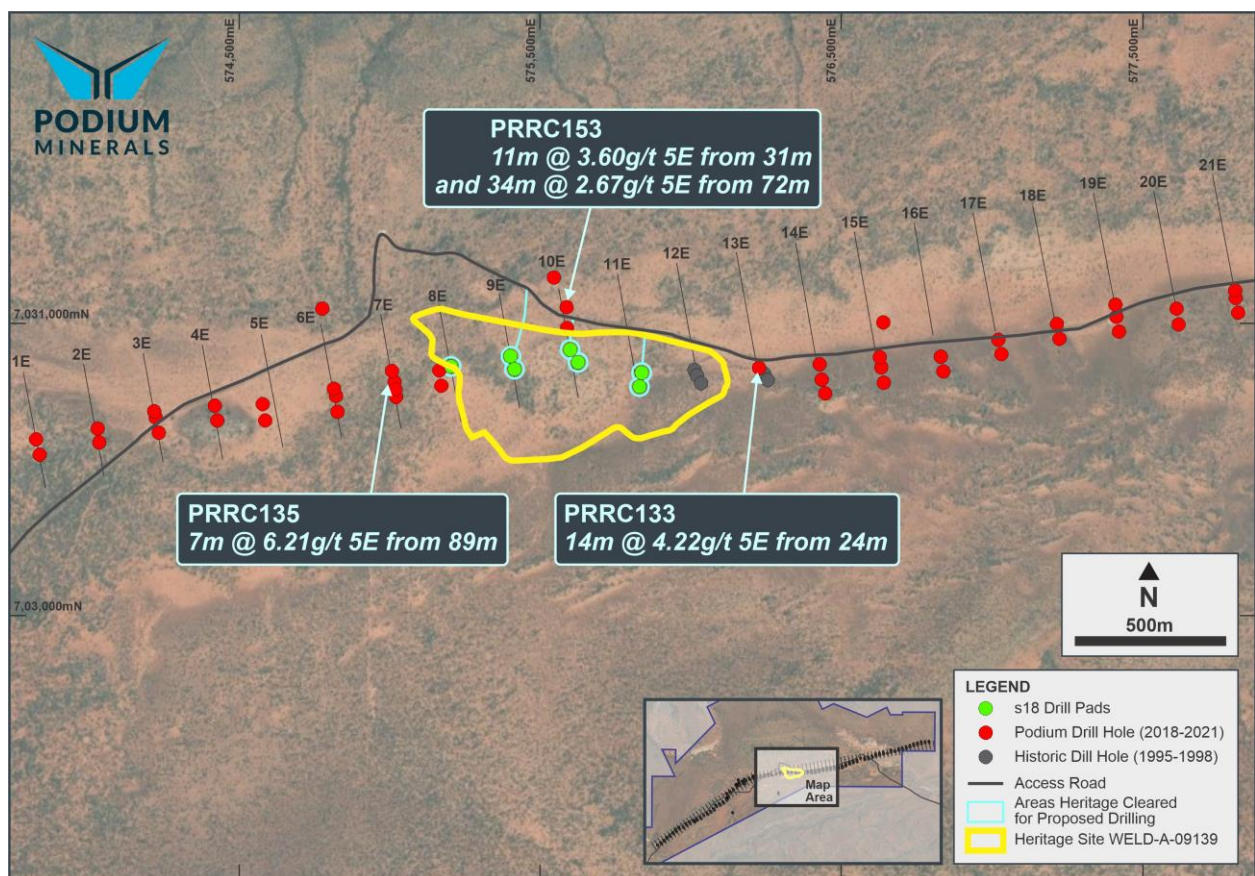 PODIUM
MINERALS
574,500mE
575,500mE
576,500mE
577,500mE
PRRC153
11m @ 3.60g/t 5E from 31m
and 34m @ 2.67g/t 5E from 72m
1E
2E
3E
4E
5E
6E
7E
8E
9E
10E
11E
12E
13E
14E
15E
16E
17E
18E
19E
20E
21E
7,031,000mN
PRRC135
7m @ 6.21g/t 5E from 89m
PRRC133
14m @ 4.22g/t 5E from 24m
7,03,000mN
N
500m
LEGEND
s18 Drill Pads
Podium Drill Hole (2018-2021)
Historic Dill Hole (1995-1998)
Access Road
Areas Heritage Cleared
for Proposed Drilling
Heritage Site WELD-A-09139
Map
Area